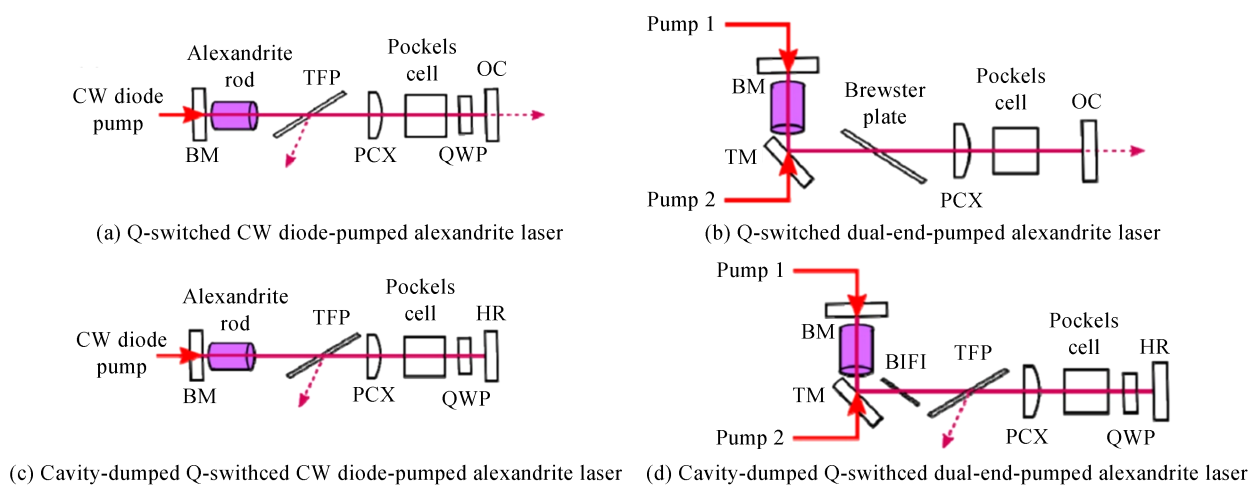 Alexandrite
rod
TFP
Pockels
cell
OC
CW diode
pump
BM
PCX
QWP
(a) Q-switched CW diode-pumped alexandrite laser
Pump 1
BM
Brewster
plate
Pockels
cell
OC
TM
Pump 2
PCX
(b) Q-switched dual-end-pumped alexandrite laser
Alexandrite
rod
TFP
Pockels
cell
HR
CW diode
pump
BM
PCX
QWP
(c) Cavity-dumped Q-swithced CW diode-pumped alexandrite laser
Pump 1
BM
BIFI
TFP
Pockels
cell
HR
TM
Pump 2
PCX
QWP
(d) Cavity-dumped Q-swithced dual-end-pumped alexandrite laser